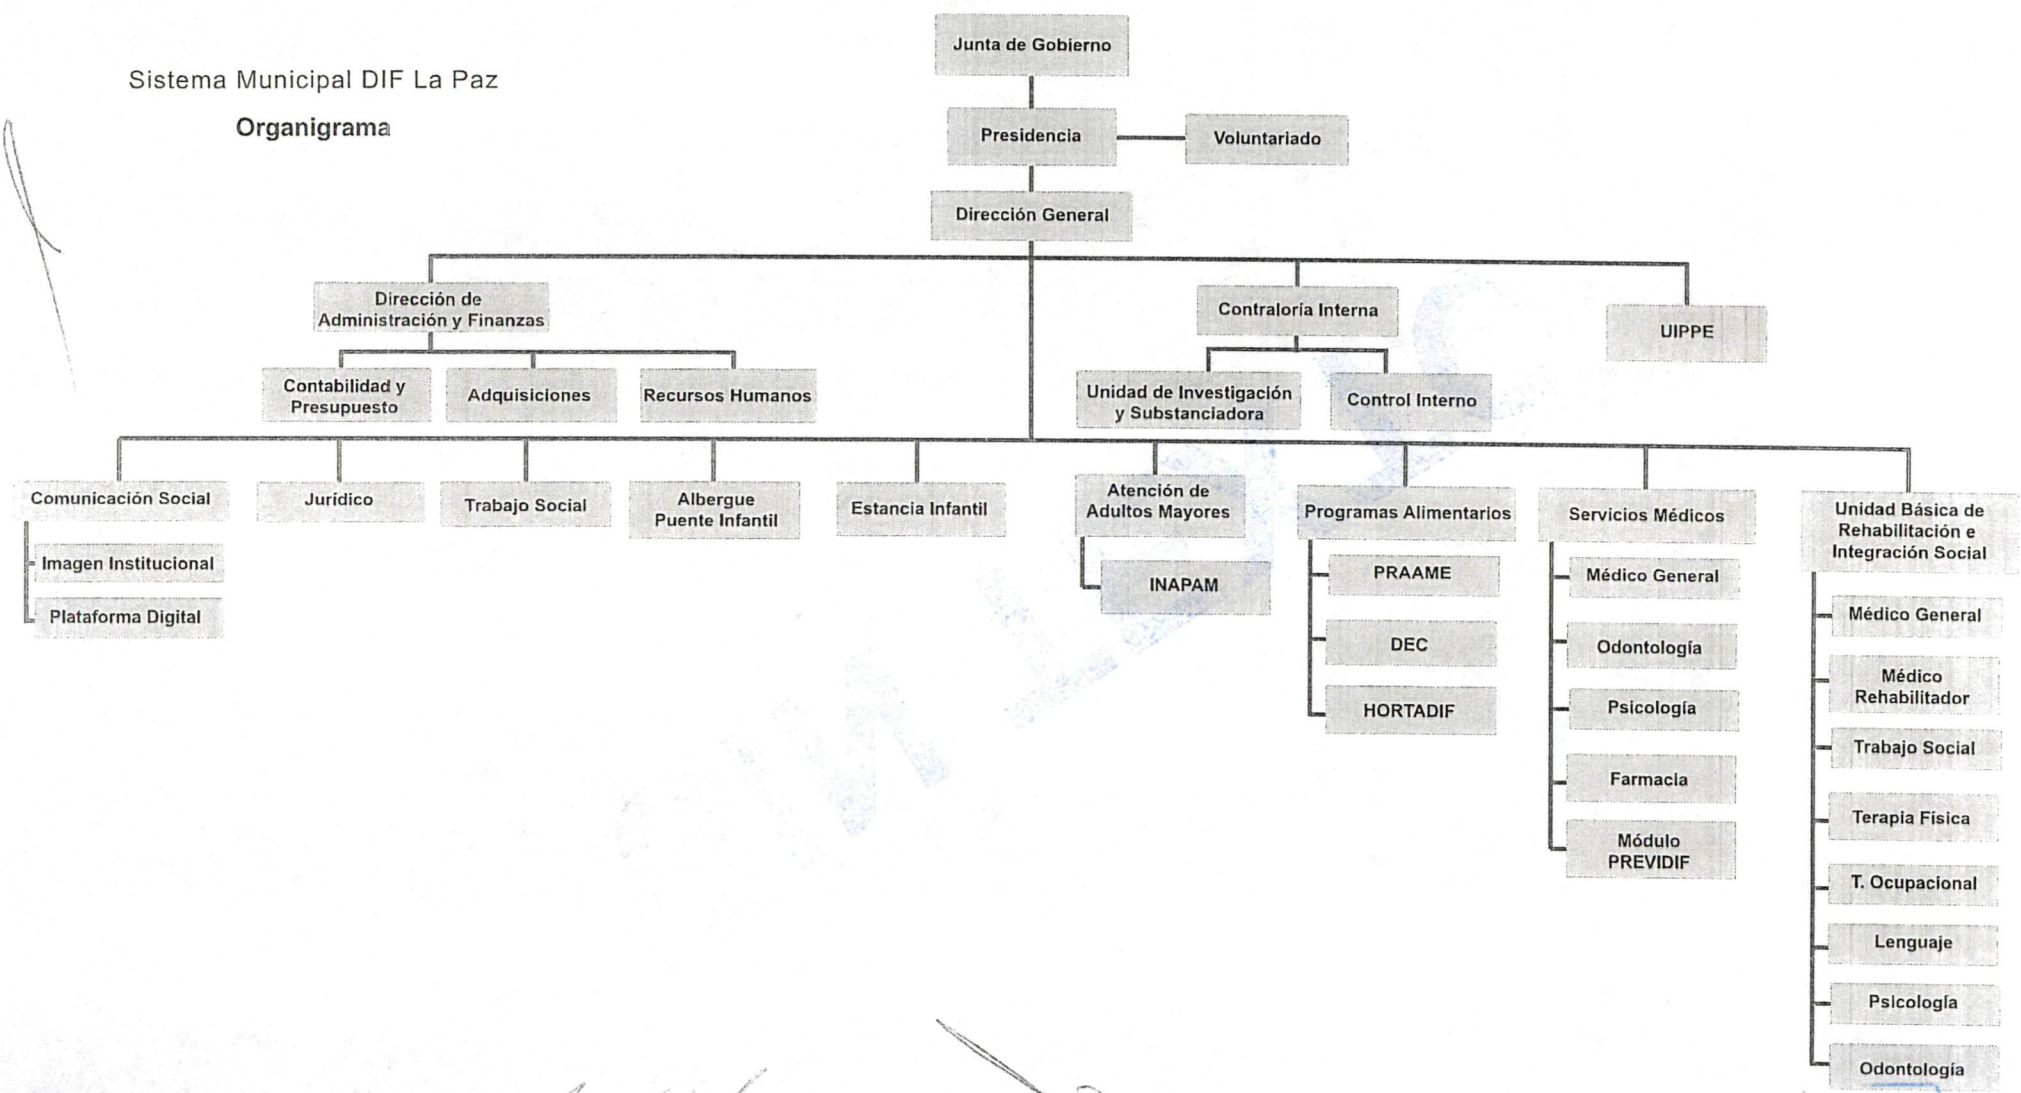 Sistema Municipal DIF La Paz
Organigrama
Junta de Gobierno
Presidencia
Voluntariado
Dirección General
Dirección de
Administración y Finanzas
Contraloría Interna
UIPPE
Contabilidad y
Presupuesto
Adquisiciones
Recursos Humanos
Unidad de Investigación
y Substanciadora
Control Interno
Comunicación Social
Imagen Institucional
Plataforma Digital
Jurídico
Trabajo Social
Albergue
Puente Infantil
Estancia Infantil
Atención de
Adultos Mayores
INAPAM
Programas Alimentarios
PRAAME
DEC
HORTADIF
Servicios Médicos
Médico General
Odontología
Psicología
Farmacia
Módulo
PREVIDIF
Unidad Básica de
Rehabilitación e
Integración Social
Médico General
Médico
Rehabilitador
Trabajo Social
Terapia Física
T. Ocupacional
Lenguaje
Psicología
Odontología